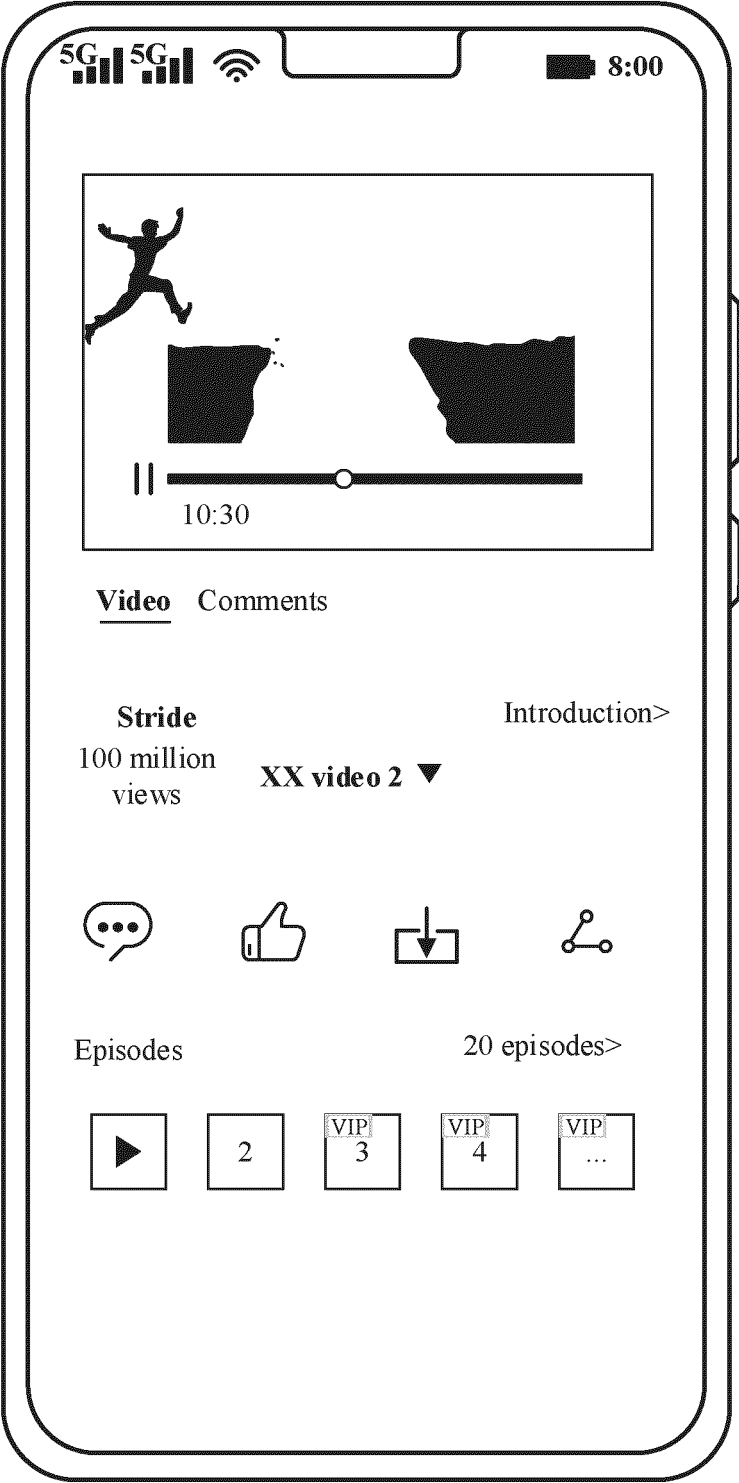 5G 5G 8:00
10:30
Video Comments
Introduction>
Stride
100 million
views
XX video 2
Episodes 20 episodes>
VIP VIP VIP
2 3 4 ...